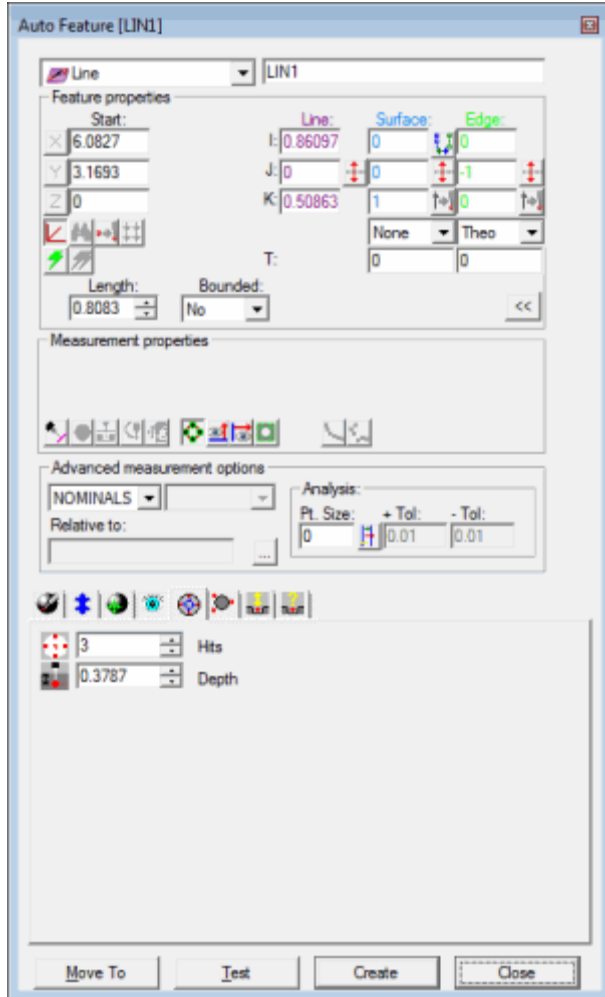 Auto Feature [LIN1]
Line LIN1
Feature properties
Start: Line: Surface: Edge:
X 6.0827 I: 0.86097 0 0
Y 3.1693 J: 0 0 -1
Z 0 K: 0.50863 1 0
None Theo
T: 0 0
Length: Bounded:
0.8083 No <<
Measurement properties
Advanced measurement options
NOMINALS
Analysis:
Pt. Size: + Tol: - Tol:
0 0.01 0.01
Relative to:
...
3 Hits
0.3787 Depth
Move To Test Create Close